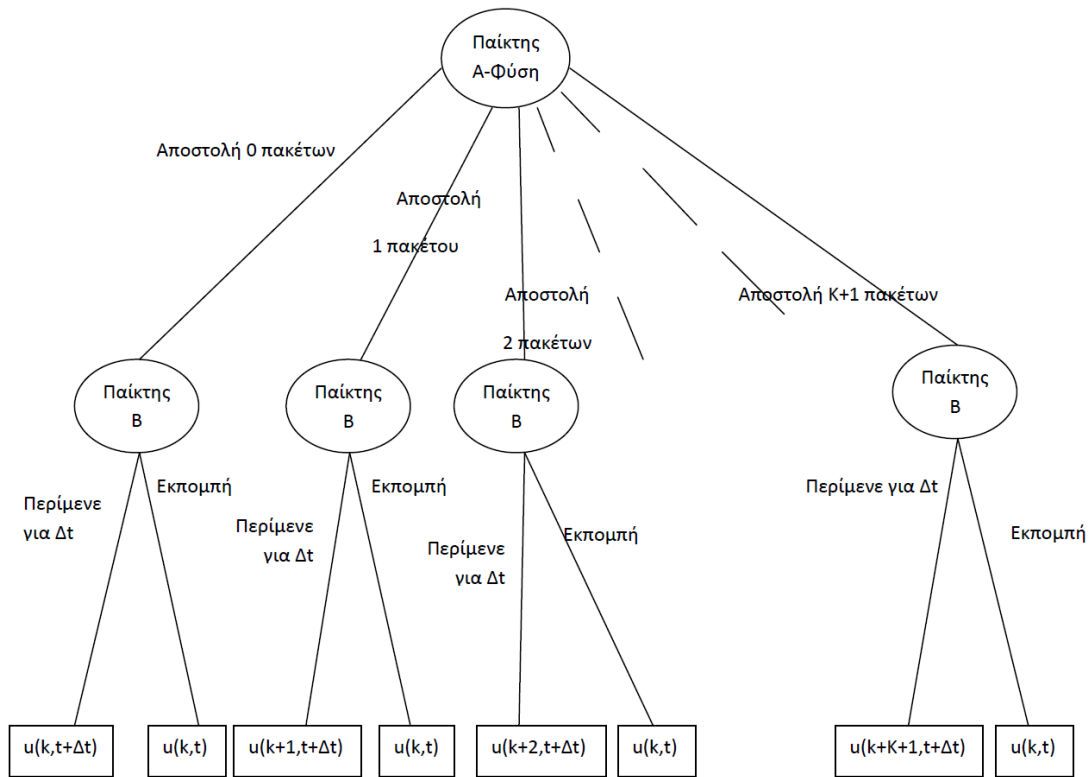 Παίκτης
Α-Φύση
Αποστολή 0 πακέτων
Αποστολή
1 πακέτου
Αποστολή
2 πακέτων
Αποστολή K+1 πακέτων
Παίκτης
Β
Παίκτης
Β
Παίκτης
Β
Παίκτης
Β
Περίμενε
για Δt
Εκπομπή
Περίμενε
για Δt
Εκπομπή
Περίμενε
για Δt
Εκπομπή
Περίμενε για Δt
Εκπομπή
u(k,t+Δt)
u(k,t)
u(k+1,t+Δt)
u(k,t)
u(k+2,t+Δt)
u(k,t)
u(k+K+1,t+Δt)
u(k,t)